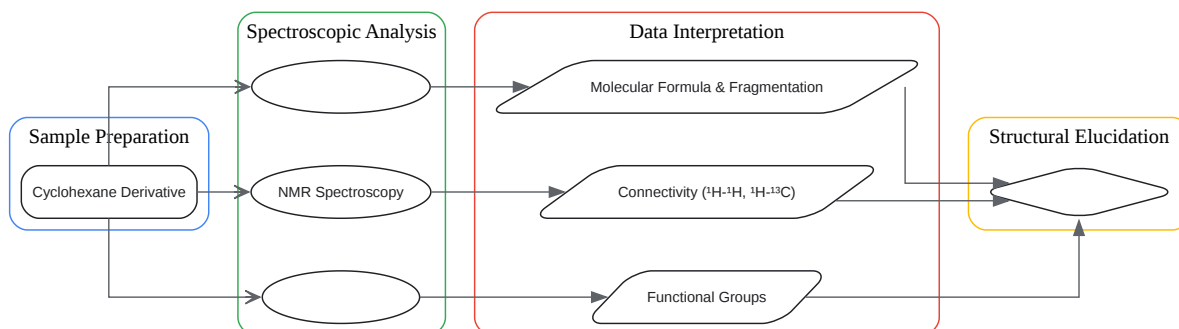 Spectroscopic Analysis
Data Interpretation
Molecular Formula & Fragmentation
Sample Preparation
Structural Elucidation
Cyclohexane Derivative
NMR Spectroscopy
Connectivity (¹H-¹H, ¹H-¹³C)
Functional Groups